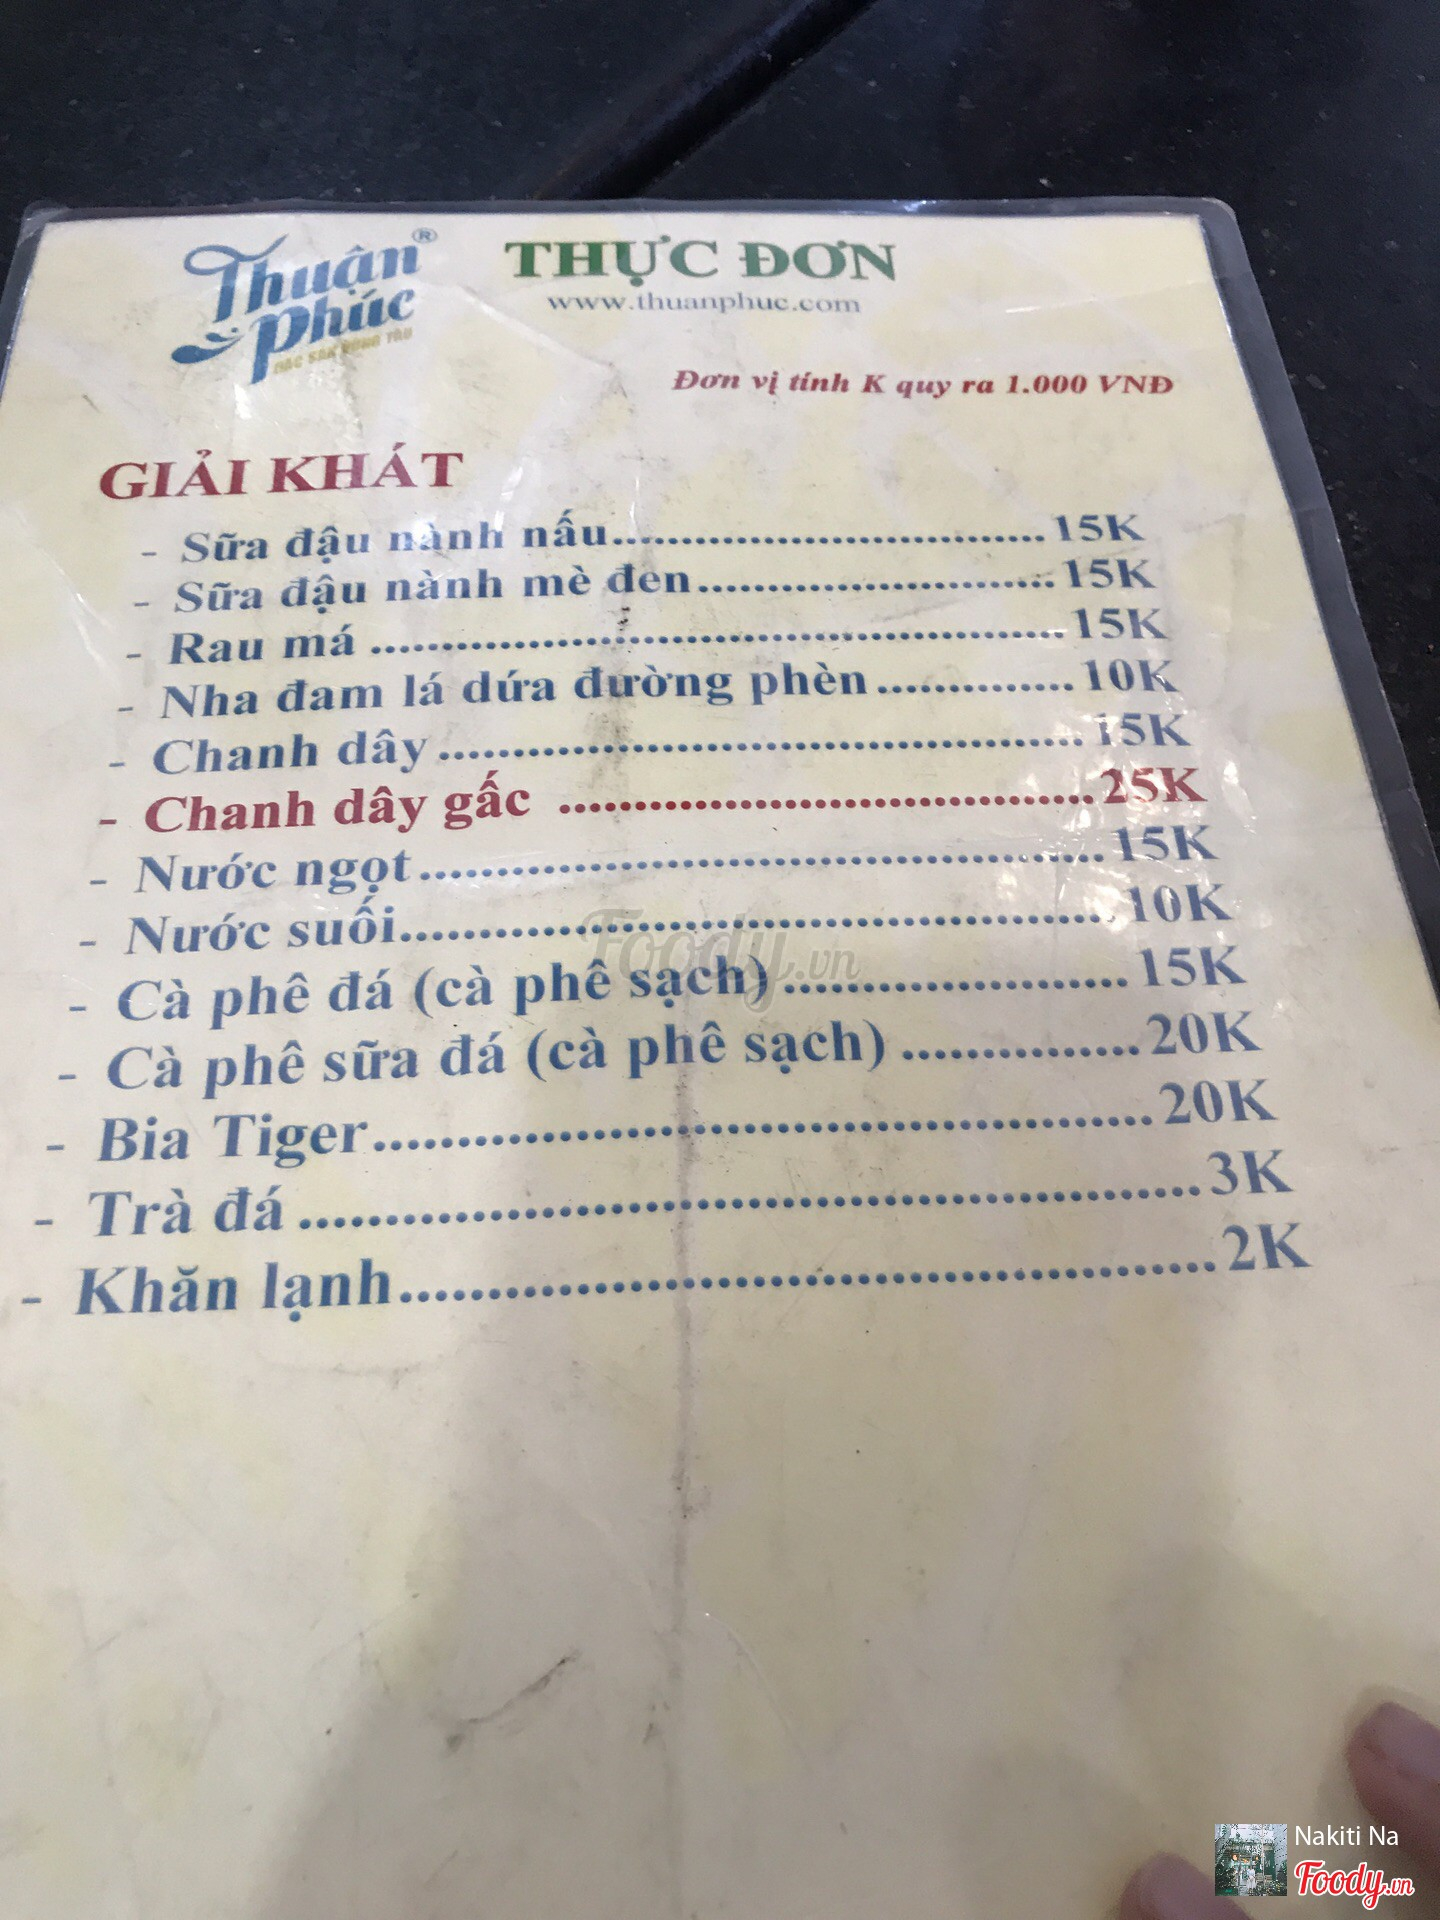 Thuận Phúc ®
ĐẶC SẢN VŨNG TÀU
THỰC ĐƠN
www.thuanphuc.com
Đơn vị tính K quy ra 1.000 VNĐ
GIẢI KHÁT
- Sữa đậu nành nấu.................................15K
- Sữa đậu nành mè đen...........................15K
- Rau má .....................................................15K
- Nha đam lá dứa đường phèn..............10K
- Chanh dây...............................................15K
- Chanh dây gấc ......................................25K
- Nước ngọt................................................15K
- Nước suối.................................................10K
- Cà phê đá (cà phê sạch).......................15K
- Cà phê sữa đá (cà phê sạch)...............20K
- Bia Tiger.................................................20K
- Trà đá.......................................................3K
- Khăn lạnh.................................................2K
Foody.vn
Nakiti Na
Foody.vn